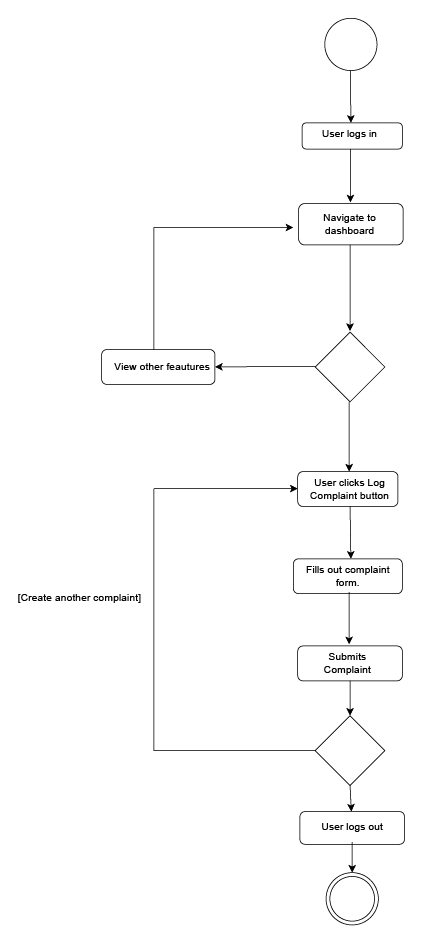 User logs in
Navigate to
dashboard
View other feautures
User clicks Log
Complaint button
Fills out complaint
form.
[Create another complaint]
Submits
Complaint
User logs out